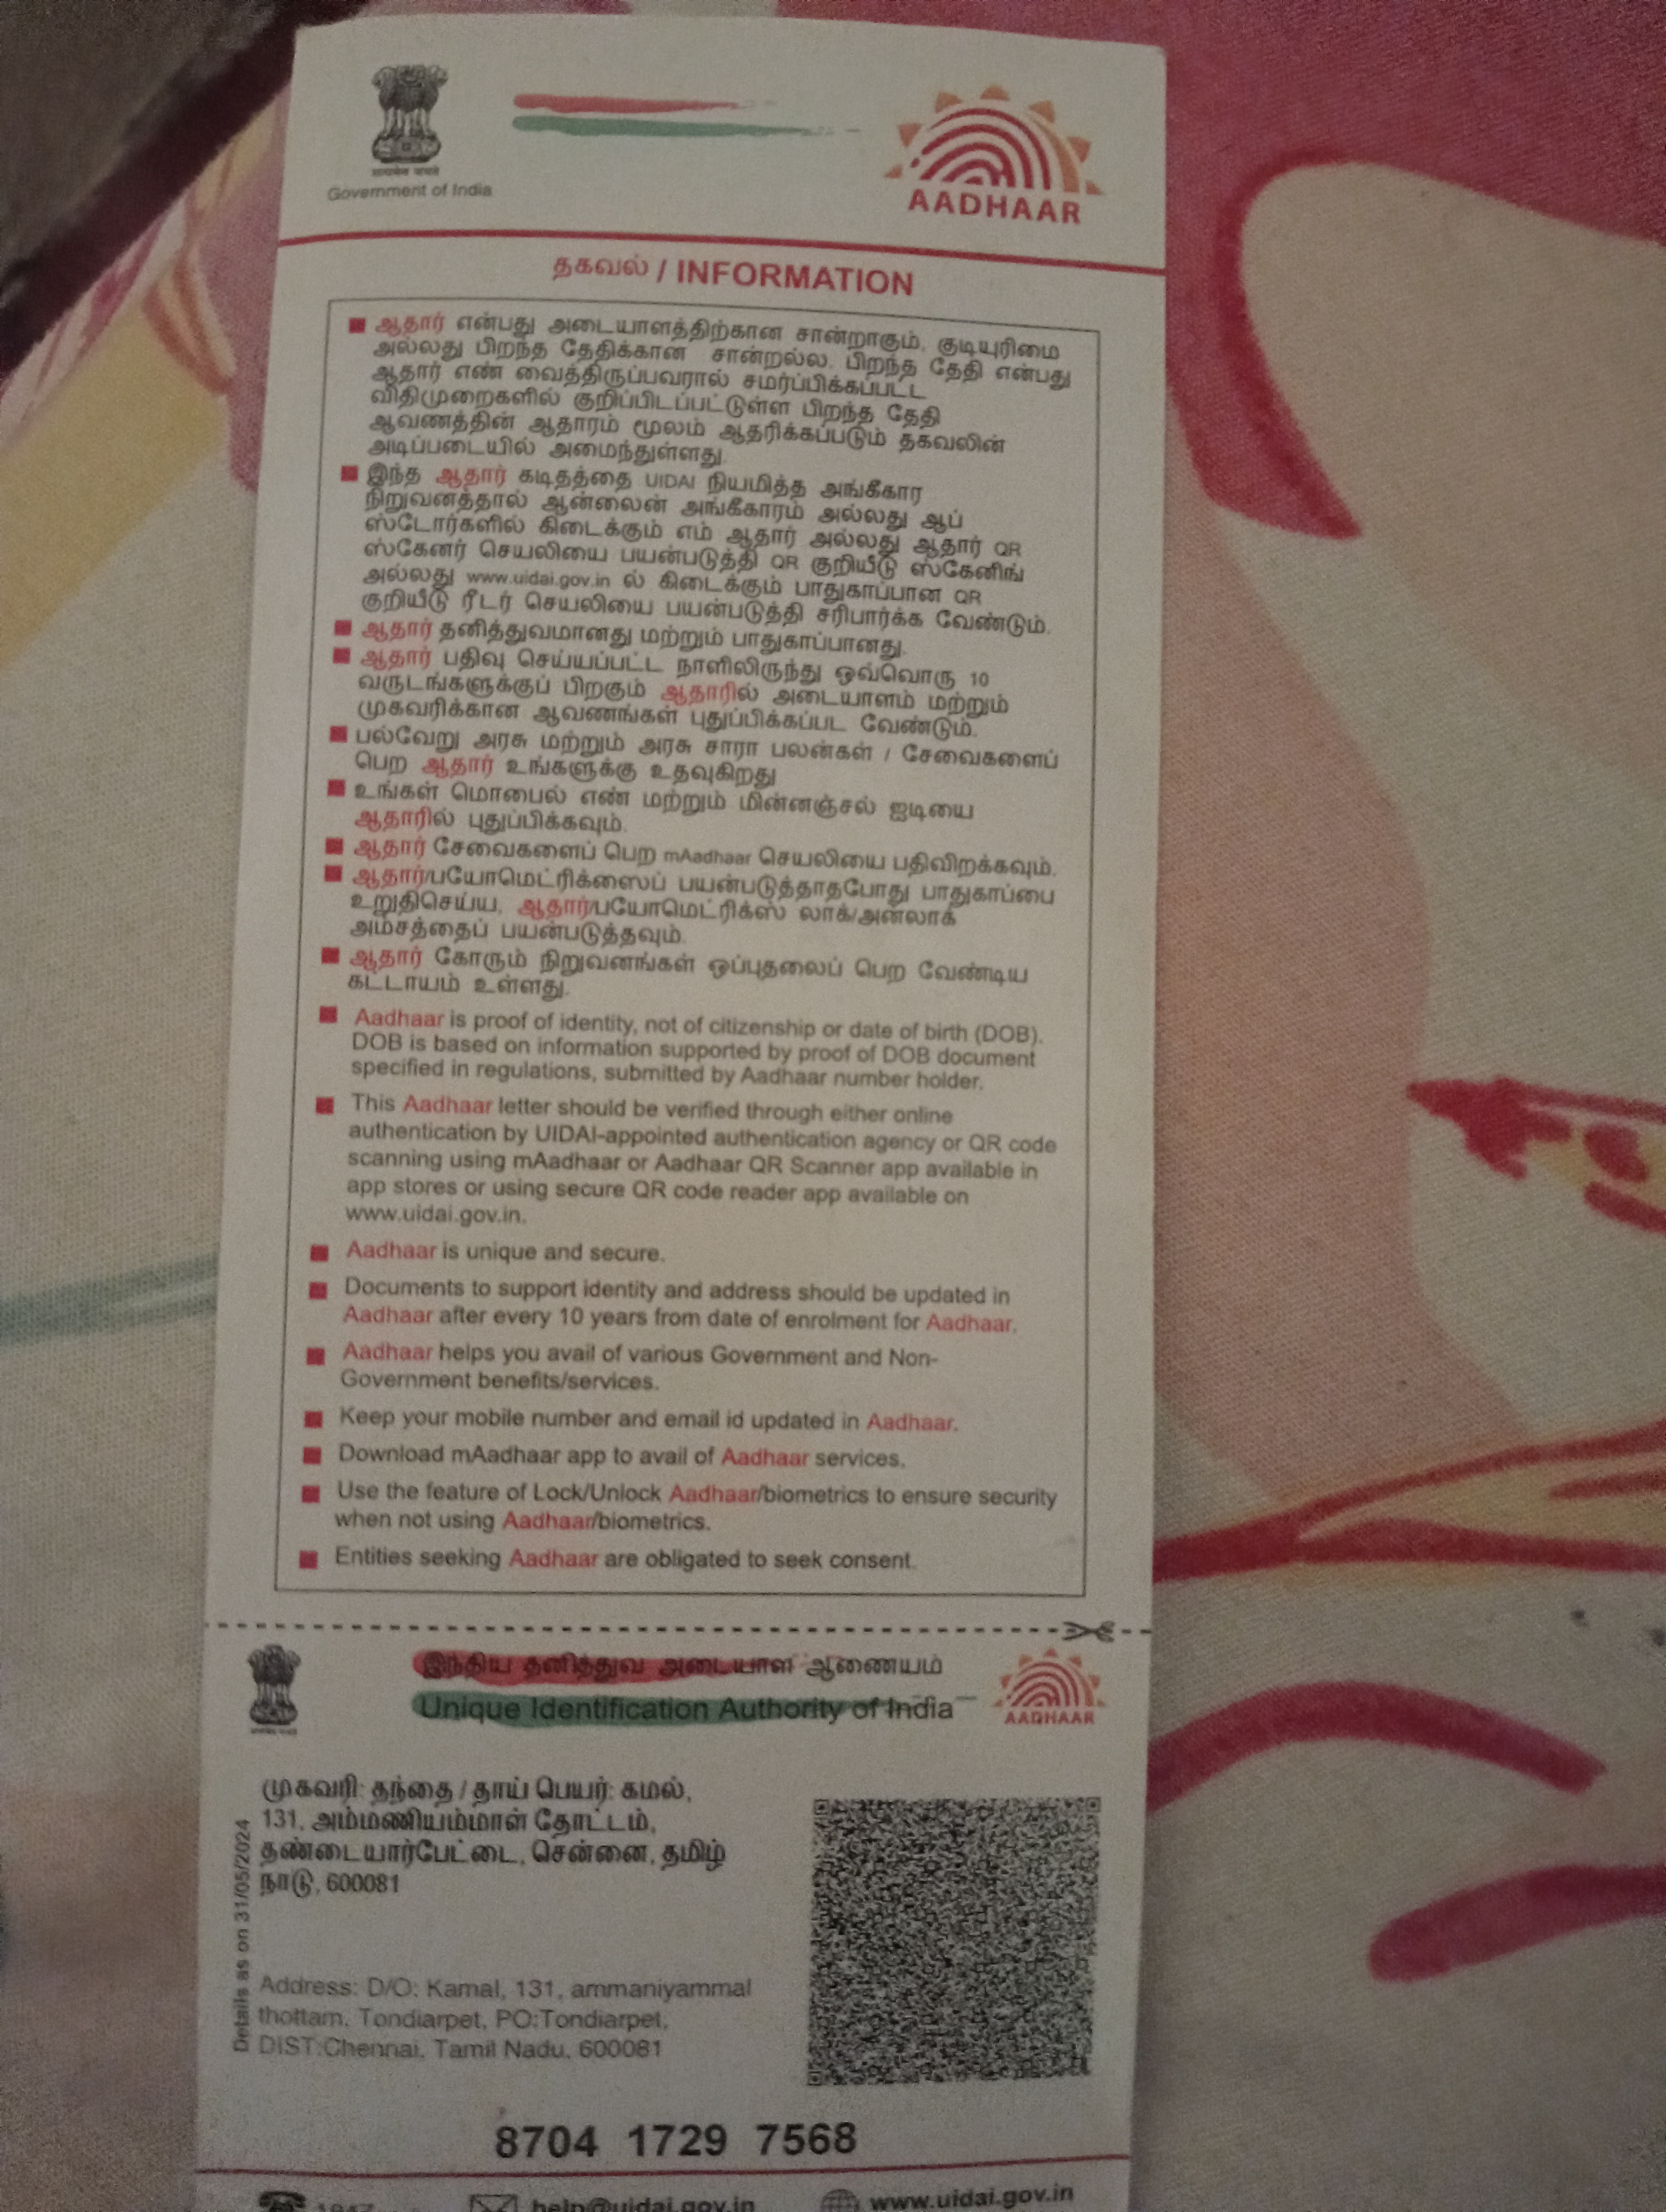 Government of India
AADHAAR
தகவல் / INFORMATION
ஆதார் என்பது அடையாளத்திற்கான சான்றாகும், குடியுரிமை
அல்லது பிறந்த தேதிக்கான சான்றல்ல. பிறந்த தேதி என்பது
ஆதார் எண் வைத்திருப்பவரால் சமர்ப்பிக்கப்பட்ட
விதிமுறைகளில் குறிப்பிடப்பட்டுள்ள பிறந்த தேதி
ஆவணத்தின் ஆதாரம் மூலம் ஆதரிக்கப்படும் தகவலின்
அடிப்படையில் அமைந்துள்ளது.
இந்த ஆதார் கடிதத்தை UIDAI நியமித்த அங்கீகார
நிறுவனத்தால் ஆன்லைன் அங்கீகாரம் அல்லது ஆப்
ஸ்டோர்களில் கிடைக்கும் எம் ஆதார் அல்லது ஆதார் QR
ஸ்கேனர் செயலியை பயன்படுத்தி QR குறியீடு ஸ்கேனிங்
அல்லது www.uidai.gov.in ல் கிடைக்கும் பாதுகாப்பான QR
குறியீடு ரீடர் செயலியை பயன்படுத்தி சரிபார்க்க வேண்டும்.
ஆதார் தனித்துவமானது மற்றும் பாதுகாப்பானது.
ஆதார் பதிவு செய்யப்பட்ட நாளிலிருந்து ஒவ்வொரு 10
வருடங்களுக்குப் பிறகும் ஆதாரில் அடையாளம் மற்றும்
முகவரிக்கான ஆவணங்கள் புதுப்பிக்கப்பட வேண்டும்.
பல்வேறு அரசு மற்றும் அரசு சாரா பலன்கள் / சேவைகளைப்
பெற ஆதார் உங்களுக்கு உதவுகிறது
உங்கள் மொபைல் எண் மற்றும் மின்னஞ்சல் ஐடியை
ஆதாரில் புதுப்பிக்கவும்.
ஆதார் சேவைகளைப் பெற mAadhaar செயலியை பதிவிறக்கவும்.
ஆதார்/பயோமெட்ரிக்ஸைப் பயன்படுத்தாதபோது பாதுகாப்பை
உறுதிசெய்ய, ஆதார்/பயோமெட்ரிக்ஸ் லாக்/அன்லாக்
அம்சத்தைப் பயன்படுத்தவும்.
ஆதார் கோரும் நிறுவனங்கள் ஒப்புதலைப் பெற வேண்டிய
கட்டாயம் உள்ளது.
Aadhaar is proof of identity, not of citizenship or date of birth (DOB).
DOB is based on information supported by proof of DOB document
specified in regulations, submitted by Aadhaar number holder.
This Aadhaar letter should be verified through either online
authentication by UIDAI-appointed authentication agency or QR code
scanning using mAadhaar or Aadhaar QR Scanner app available in
app stores or using secure QR code reader app available on
www.uidai.gov.in.
Aadhaar is unique and secure.
Documents to support identity and address should be updated in
Aadhaar after every 10 years from date of enrolment for Aadhaar.
Aadhaar helps you avail of various Government and Non-
Government benefits/services.
Keep your mobile number and email id updated in Aadhaar.
Download mAadhaar app to avail of Aadhaar services.
Use the feature of Lock/Unlock Aadhaar/biometrics to ensure security
when not using Aadhaar/biometrics.
Entities seeking Aadhaar are obligated to seek consent.
இந்திய தனித்துவ அடையாள ஆணையம்
Unique Identification Authority of India
AADHAAR
Details as on 31/05/2024
முகவரி: தந்தை / தாய் பெயர்: கமல்,
131, அம்மணியம்மாள் தோட்டம்,
தண்டையார்பேட்டை, சென்னை, தமிழ்
நாடு, 600081
Address: D/O: Kamal, 131, ammaniyammal
thottam, Tondiarpet, PO:Tondiarpet,
DIST:Chennai, Tamil Nadu, 600081
8704 1729 7568
1947
help@uidai.gov.in
www.uidai.gov.in